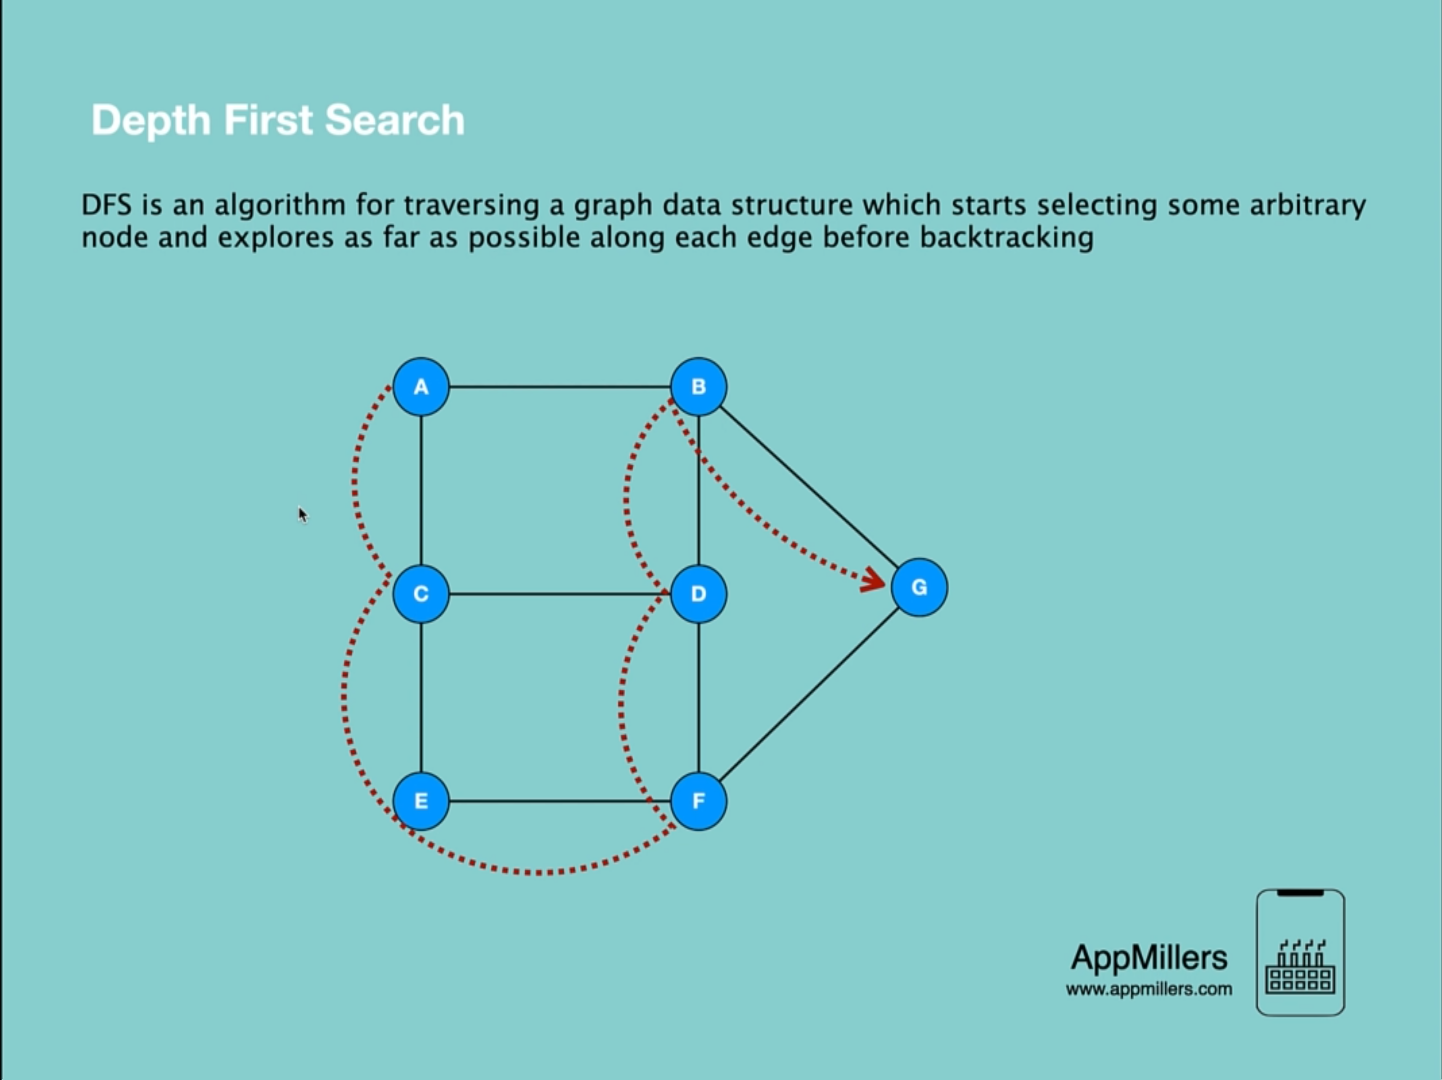 Depth First Search
DFS is an algorithm for traversing a graph data structure which starts selecting some arbitrary
node and explores as far as possible along each edge before backtracking
A
B
C
D
G
E
F
AppMillers
www.appmillers.com